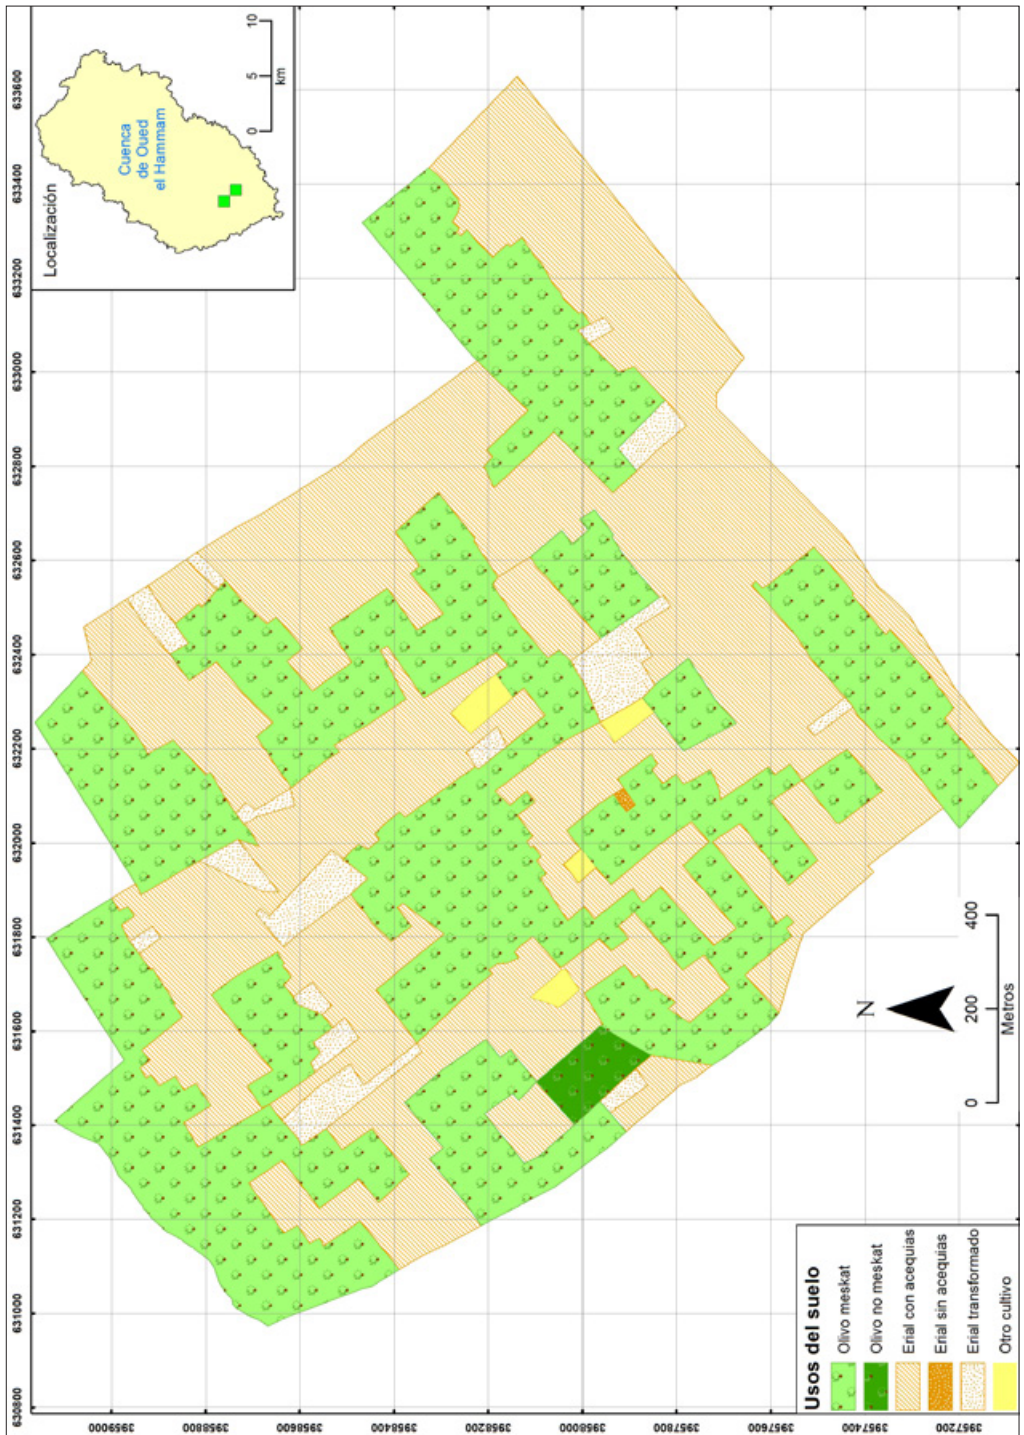 630800
631000
631200
631400
631600
631800
632000
632200
632400
632600
632800
633000
633200
633400
633600
3959000
3958800
3958600
3958400
3958200
3958000
3957800
3957600
3957400
3957200
Localización
Cuenca
de Oued
el Hammam
0 5 10
km
N
0 200 400
Metros
Usos del suelo
Olivo meskat
Olivo no meskat
Erial con acequias
Erial sin acequias
Erial transformado
Otro cultivo